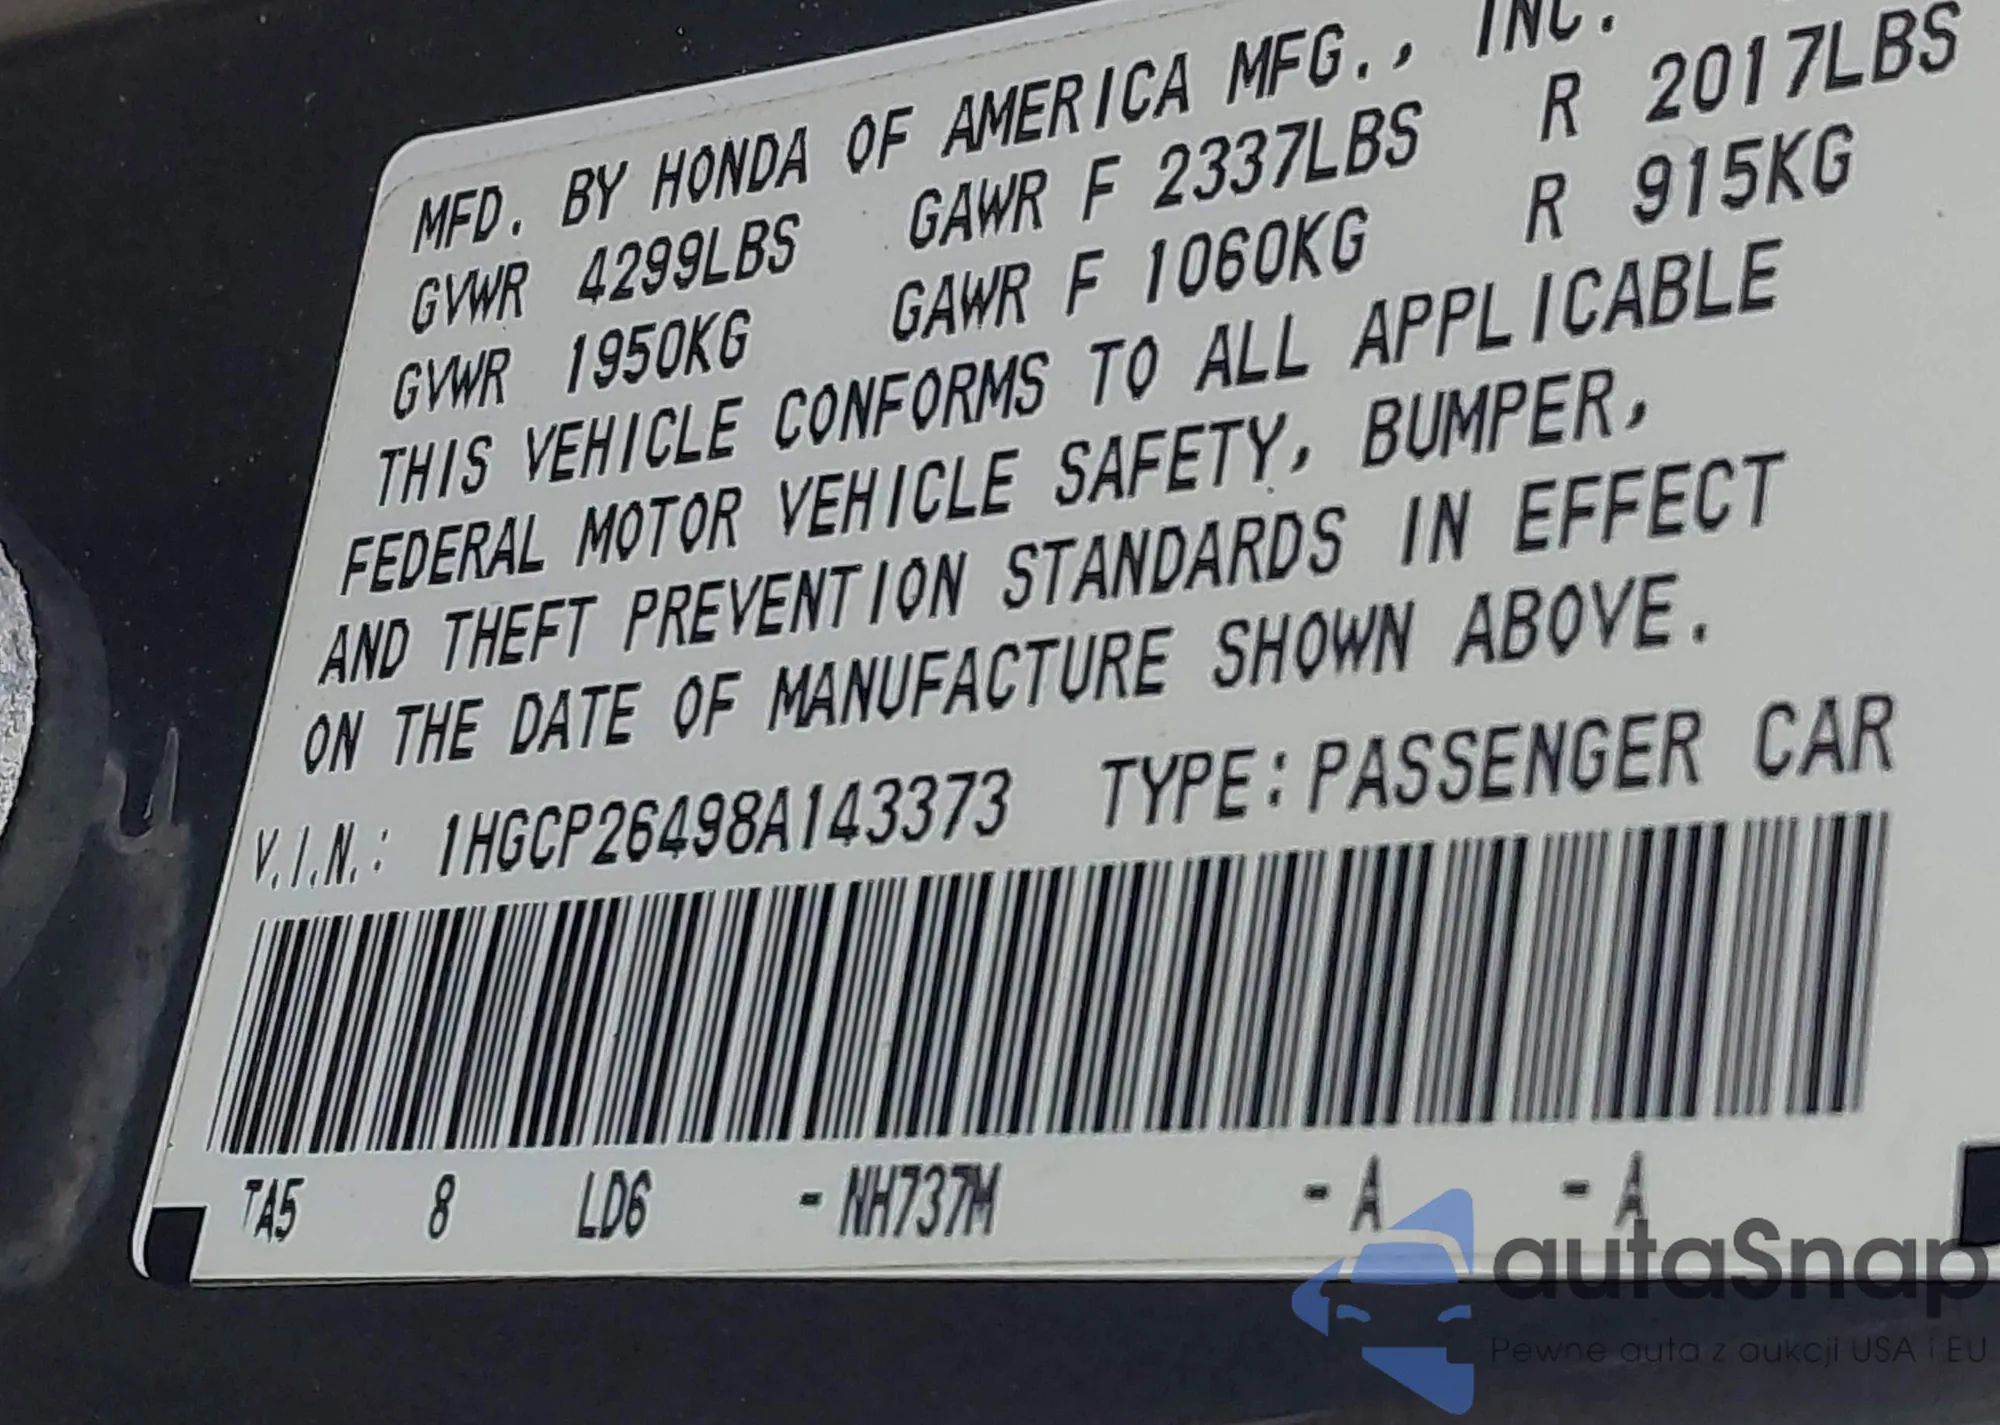 MFD. BY HONDA OF AMERICA MFG., INC.
GVWR 4299LBS GAWR F 2337LBS R 2017LBS
GVWR 1950KG GAWR F 1060KG R 915KG
THIS VEHICLE CONFORMS TO ALL APPLICABLE
FEDERAL MOTOR VEHICLE SAFETY, BUMPER,
AND THEFT PREVENTION STANDARDS IN EFFECT
ON THE DATE OF MANUFACTURE SHOWN ABOVE.
V.I.N.: 1HGCP26498A143373 TYPE:PASSENGER CAR
TA5 8 LD6 -NH737M -A -A
autaSnap
Pewne auta z aukcji USA i EU